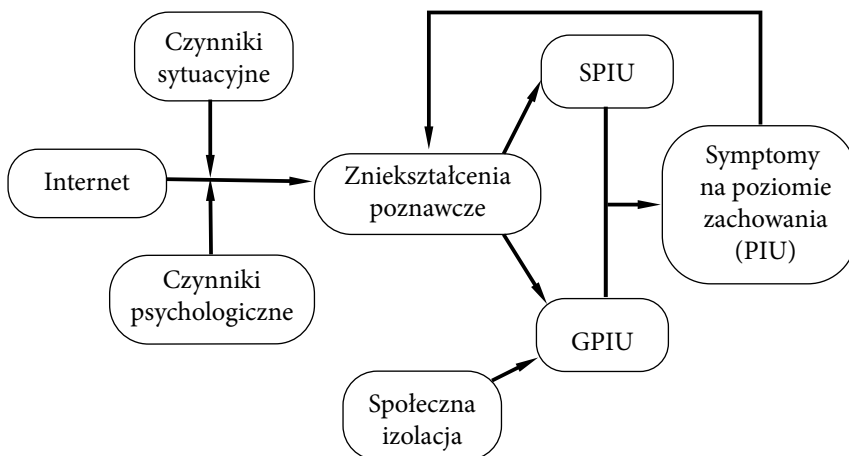 Czynniki
sytuacyjne
SPIU
Internet
Zniekształcenia
poznawcze
Symptomy
na poziomie
zachowania
(PIU)
Czynniki
psychologiczne
GPIU
Społeczna
izolacja